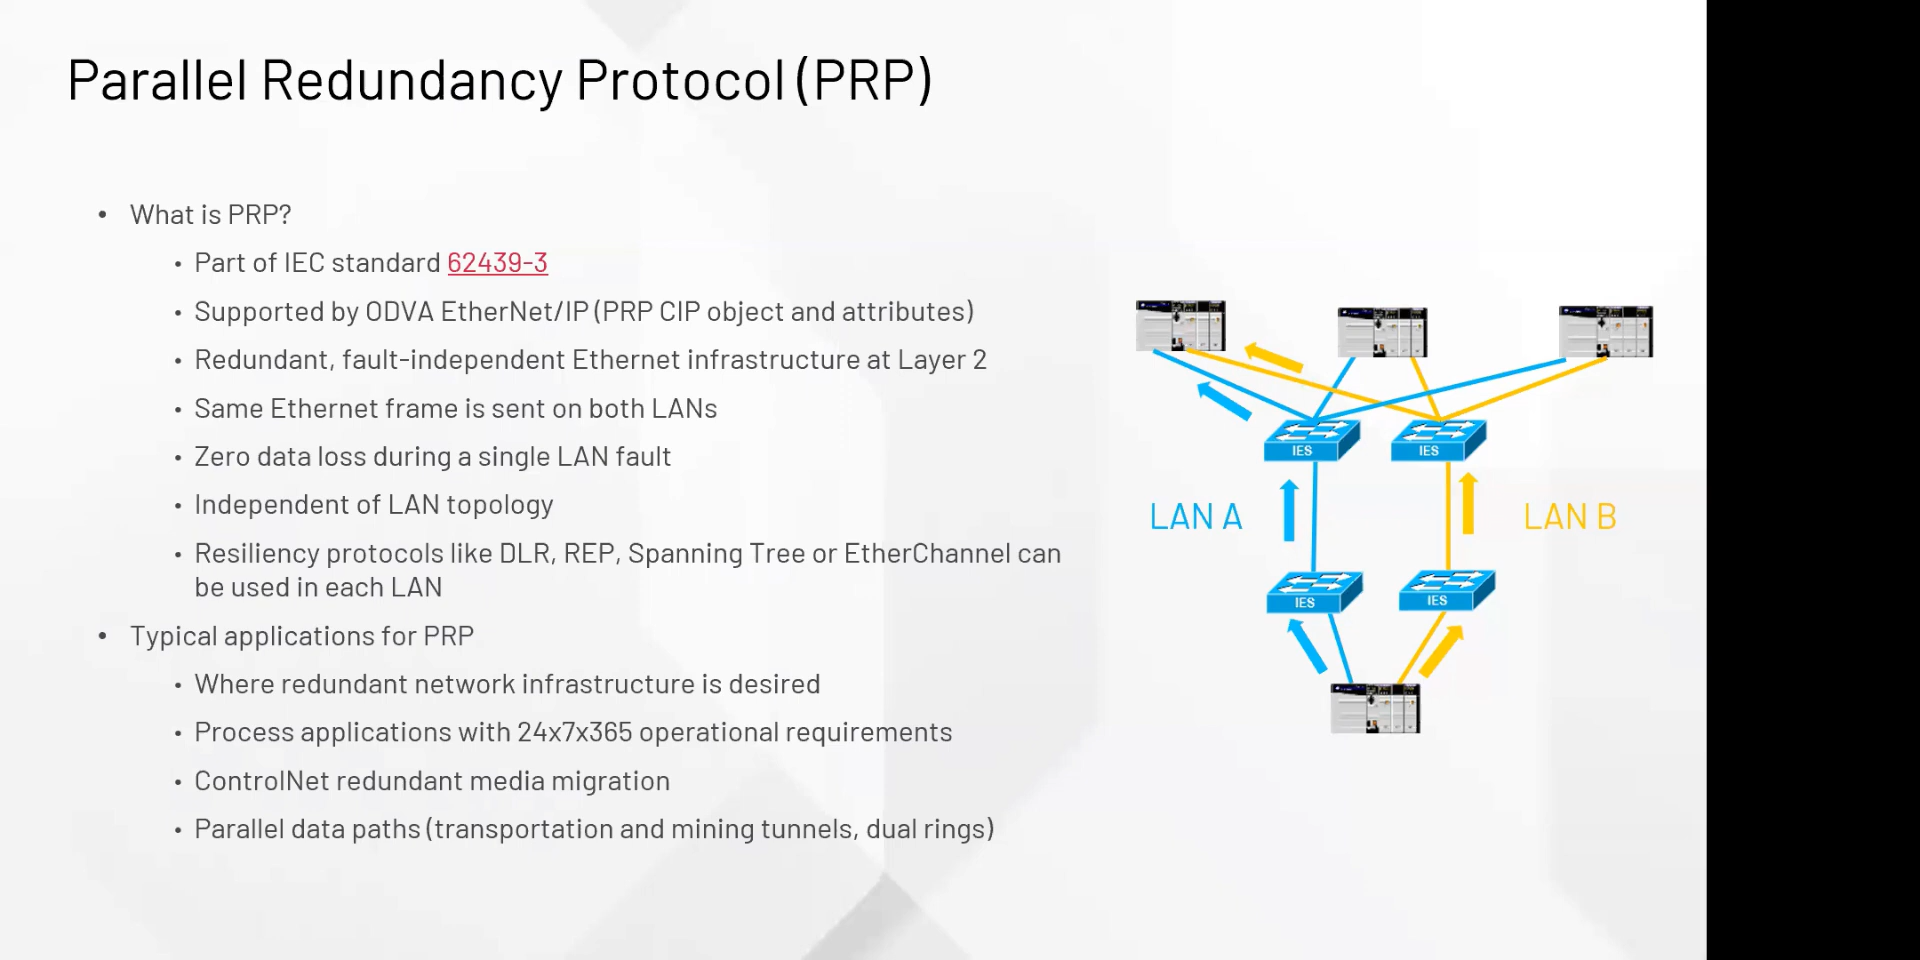 Parallel Redundancy Protocol (PRP)
• What is PRP?
• Part of IEC standard 62439-3
• Supported by ODVA EtherNet/IP (PRP CIP object and attributes)
• Redundant, fault-independent Ethernet infrastructure at Layer 2
• Same Ethernet frame is sent on both LANs
• Zero data loss during a single LAN fault
• Independent of LAN topology
• Resiliency protocols like DLR, REP, Spanning Tree or EtherChannel can
be used in each LAN
• Typical applications for PRP
• Where redundant network infrastructure is desired
• Process applications with 24x7x365 operational requirements
• ControlNet redundant media migration
• Parallel data paths (transportation and mining tunnels, dual rings)
IES
IES
LAN A
LAN B
IES
IES